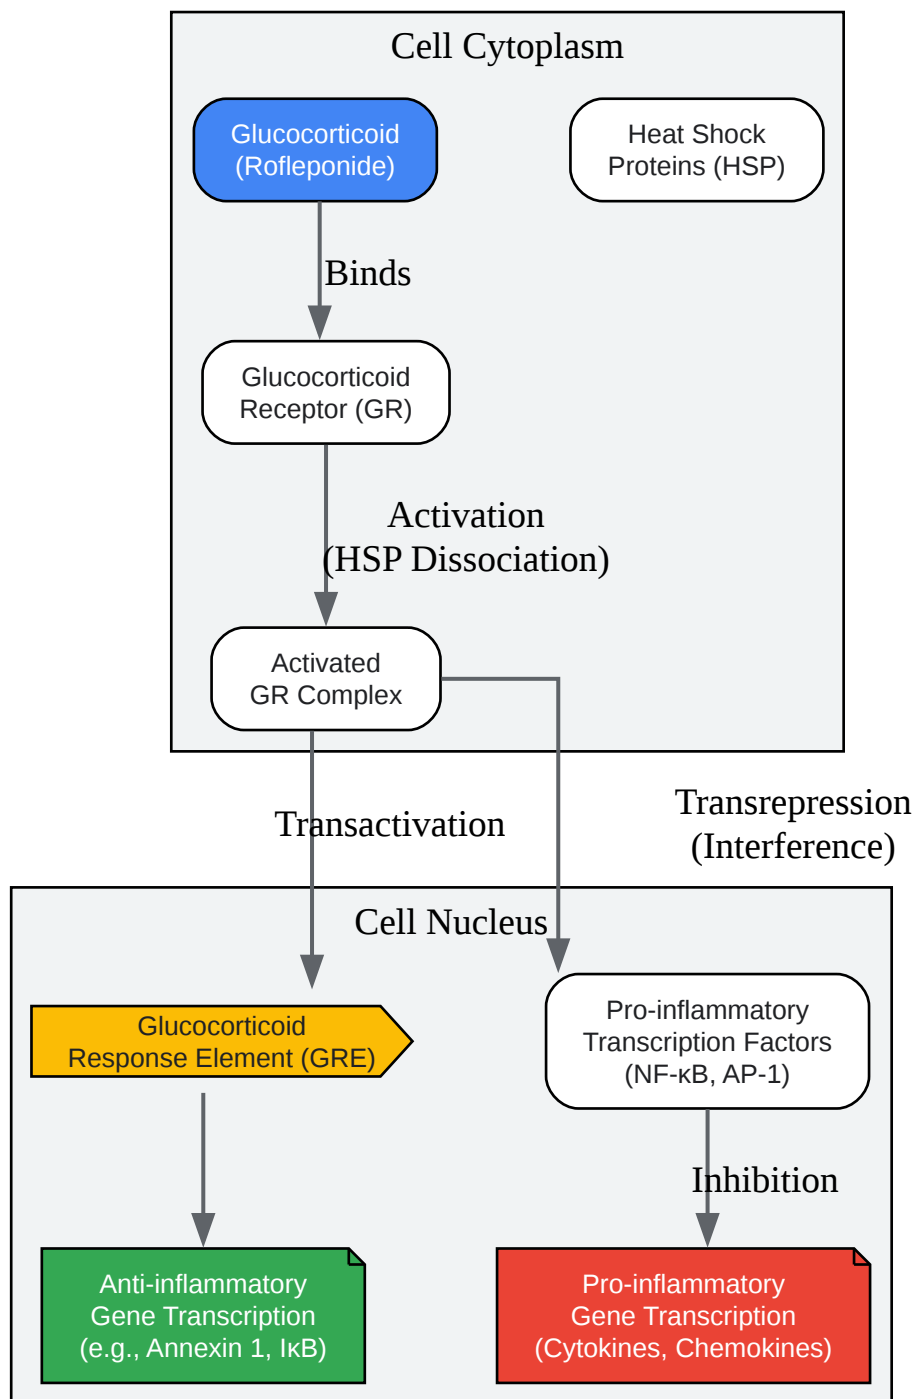 Cell Cytoplasm
Glucocorticoid
(Rofleponide)
Heat Shock
Proteins (HSP)
Binds
Glucocorticoid
Receptor (GR)
Activation
(HSP Dissociation)
Activated
GR Complex
Transactivation
Transrepression
(Interference)
Cell Nucleus
Glucocorticoid
Response Element (GRE)
Pro-inflammatory
Transcription Factors
(NF-κB, AP-1)
Inhibition
Anti-inflammatory
Gene Transcription
(e.g., Annexin 1, IκB)
Pro-inflammatory
Gene Transcription
(Cytokines, Chemokines)